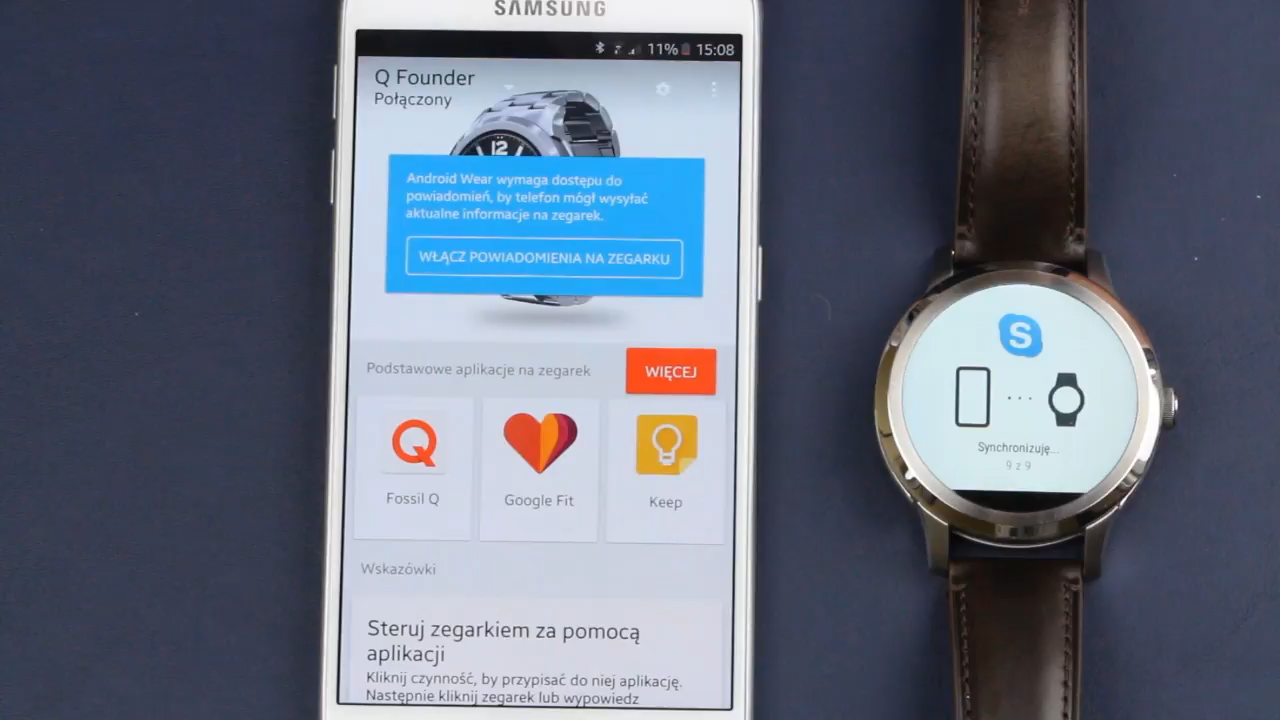 SAMSUNG
11% 15:08
Q Founder
Połączony
12
Android Wear wymaga dostępu do
powiadomień, by telefon mógł wysyłać
aktualne informacje na zegarek.
WŁĄCZ POWIADOMIENIA NA ZEGARKU
Podstawowe aplikacje na zegarek
WIĘCEJ
Q
Fossil Q
Google Fit
Keep
Wskazówki
Steruj zegarkiem za pomocą
aplikacji
Kliknij czynność, by przypisać do niej aplikację.
Następnie kliknij zegarek lub wypowiedz
S
Synchronizuję...
9 z 9